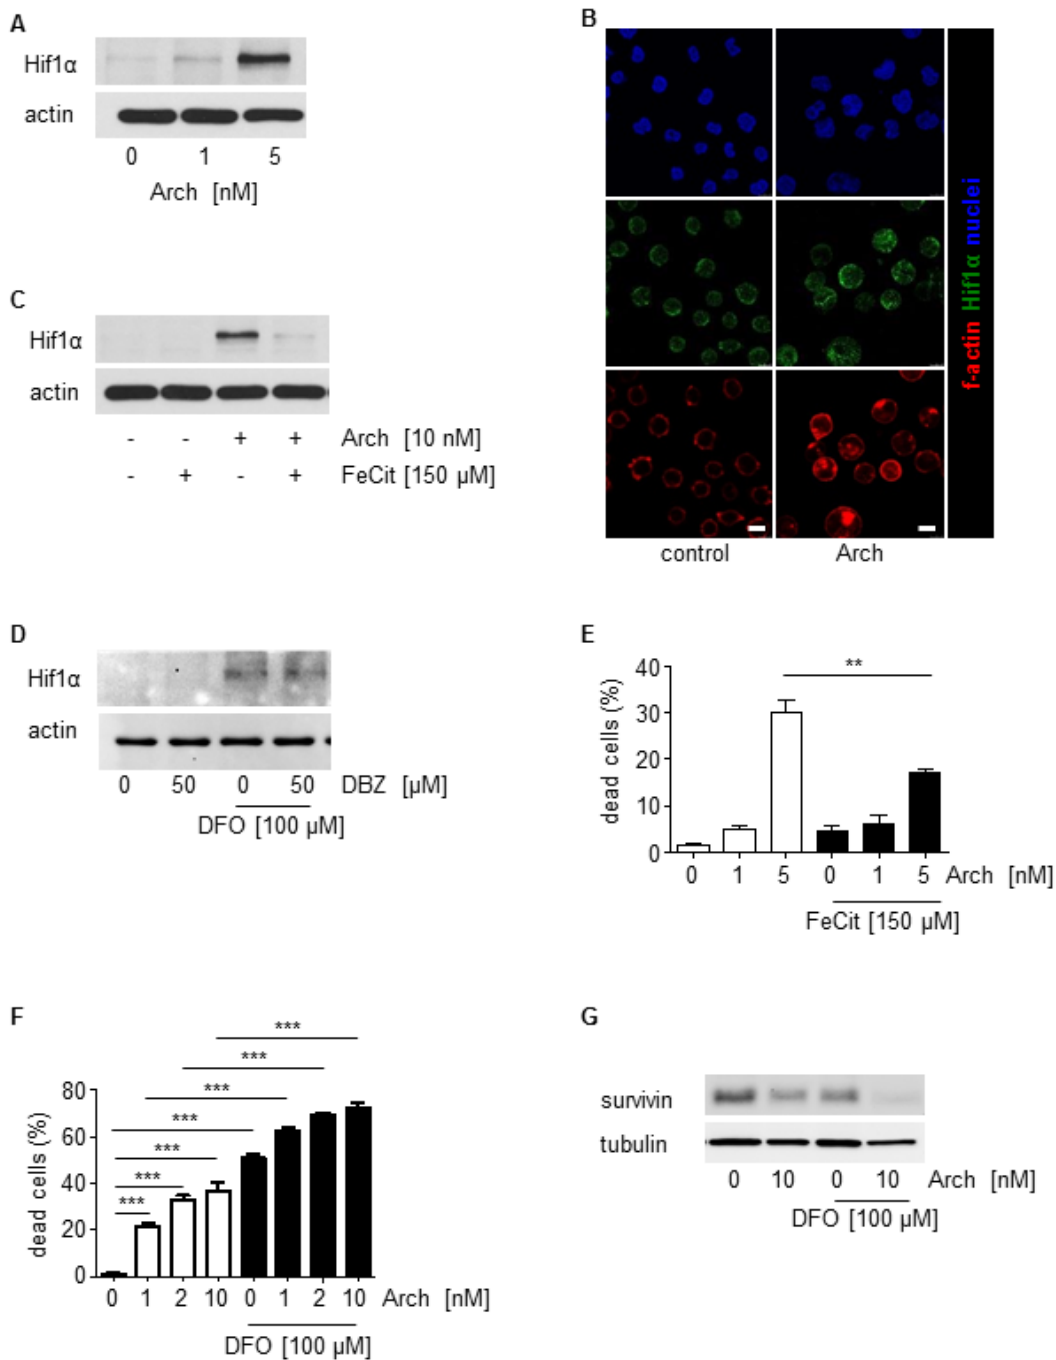 A
Hif1α
actin
0 1 5
Arch [nM]
B
f-actin Hif1α nuclei
control Arch
C
Hif1α
actin
- - + + Arch [10 nM]
- + - + FeCit [150 µM]
D
Hif1α
actin
0 50 0 50 DBZ [µM]
DFO [100 µM]
E
**
40
30
20
10
0
dead cells (%)
0 1 5 0 1 5 Arch [nM]
FeCit [150 µM]
F
***
***
***
***
***
***
***
80
60
40
20
0
dead cells (%)
0 1 2 10 0 1 2 10 Arch [nM]
DFO [100 µM]
G
survivin
tubulin
0 10 0 10 Arch [nM]
DFO [100 µM]